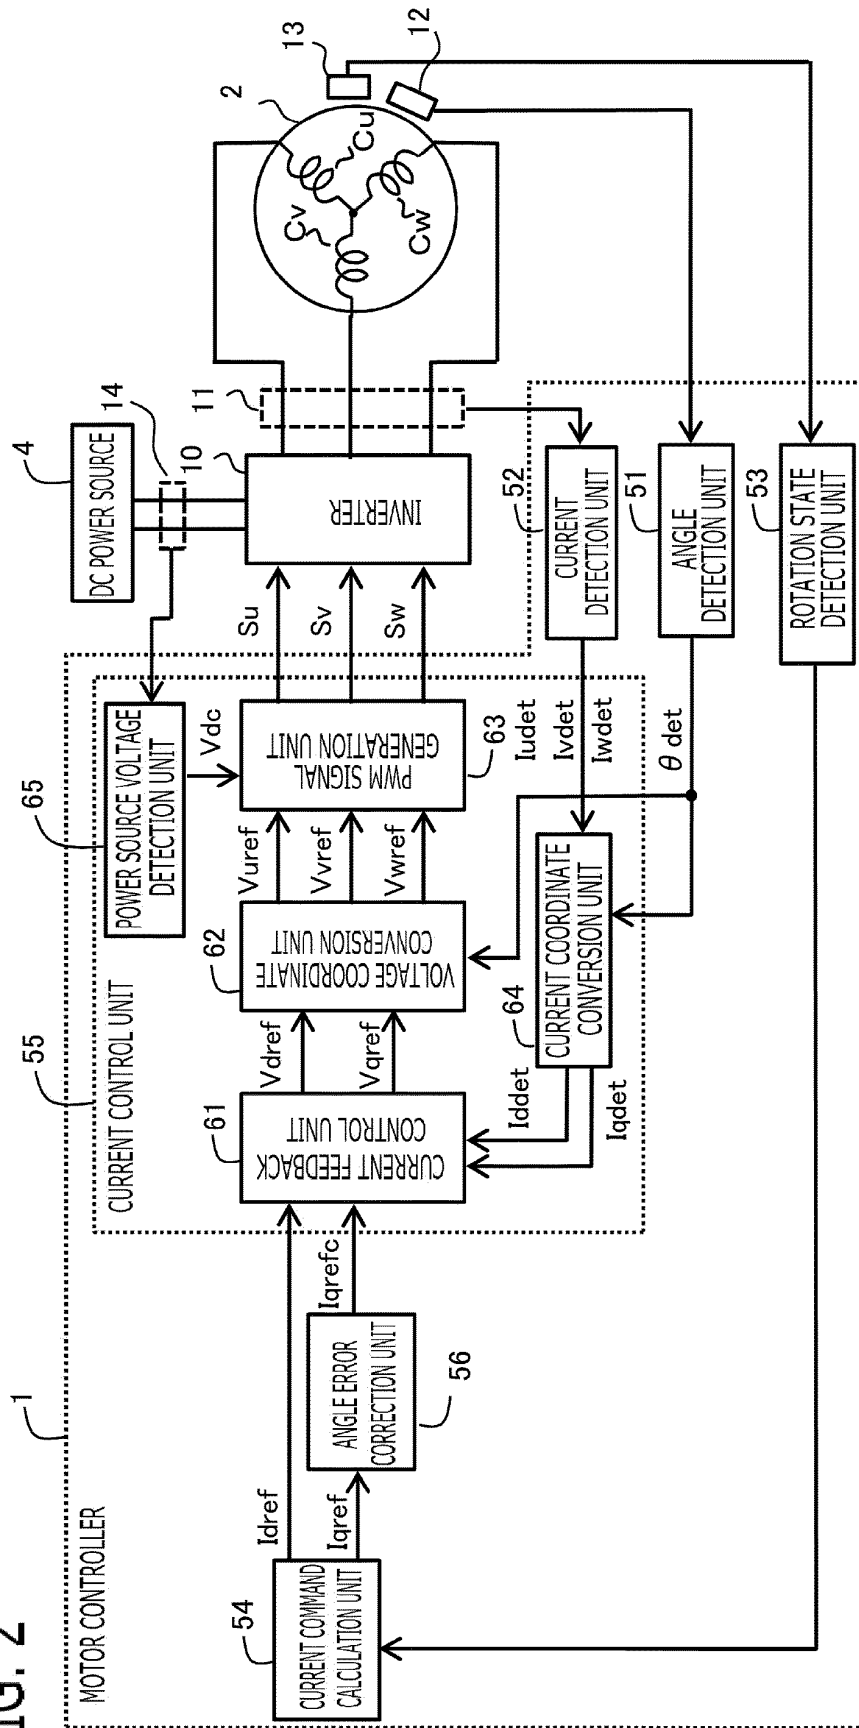 FIG. 2
1
MOTOR CONTROLLER
55
CURRENT CONTROL UNIT
65
POWER SOURCE VOLTAGE
DETECTION UNIT
Vdc
14
4
DC POWER SOURCE
54
CURRENT COMMAND
CALCULATION UNIT
Idref
Iqref
ANGLE ERROR
CORRECTION UNIT
56
Iqrefc
61
CURRENT FEEDBACK
CONTROL UNIT
Vdref
Vqref
62
VOLTAGE COORDINATE
CONVERSION UNIT
Vuref
Vvref
Vwref
PWM SIGNAL
GENERATION UNIT
63
Su
Sv
Sw
10
INVERTER
11
2
Cv
Cu
Cw
13
12
Iddet
Iqdet
64
CURRENT COORDINATE
CONVERSION UNIT
Iudet
Ivdet
Iwdet
52
CURRENT
DETECTION UNIT
θdet
51
ANGLE
DETECTION UNIT
53
ROTATION STATE
DETECTION UNIT